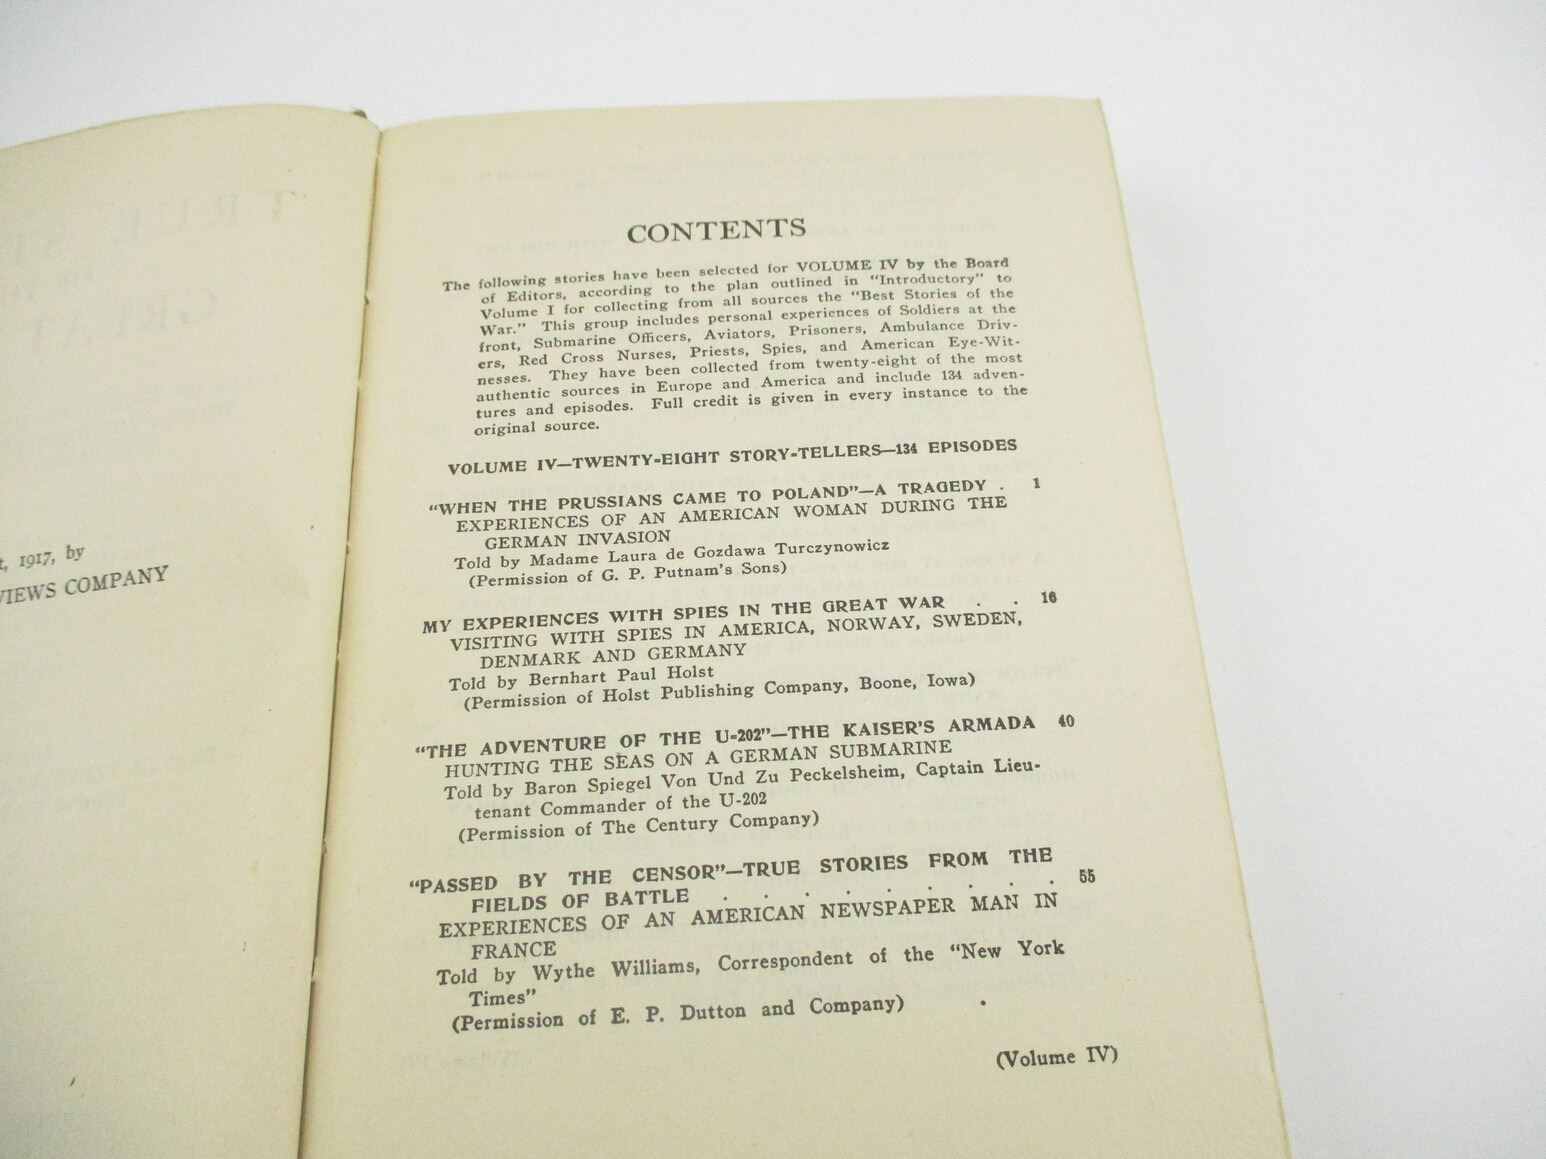 t, 1917, by
VIEWS COMPANY
CONTENTS
The following stories have been selected for VOLUME IV by the Board
of Editors, according to the plan outlined in "Introductory" to
Volume I for collecting from all sources the "Best Stories of the
War." This group includes personal experiences of Soldiers at the
front, Submarine Officers, Aviators, Prisoners, Ambulance Driv-
ers, Red Cross Nurses, Priests, Spies, and American Eye-Wit-
nesses. They have been collected from twenty-eight of the most
authentic sources in Europe and America and include 134 adven-
tures and episodes. Full credit is given in every instance to the
original source.
VOLUME IV—TWENTY-EIGHT STORY-TELLERS—134 EPISODES
"WHEN THE PRUSSIANS CAME TO POLAND"—A TRAGEDY . 1
EXPERIENCES OF AN AMERICAN WOMAN DURING THE
GERMAN INVASION
Told by Madame Laura de Gozdawa Turczynowicz
(Permission of G. P. Putnam's Sons)
MY EXPERIENCES WITH SPIES IN THE GREAT WAR . . 16
VISITING WITH SPIES IN AMERICA, NORWAY, SWEDEN,
DENMARK AND GERMANY
Told by Bernhart Paul Holst
(Permission of Holst Publishing Company, Boone, Iowa)
"THE ADVENTURE OF THE U-202"—THE KAISER'S ARMADA 40
HUNTING THE SEAS ON A GERMAN SUBMARINE
Told by Baron Spiegel Von Und Zu Peckelsheim, Captain Lieu-
tenant Commander of the U-202
(Permission of The Century Company)
"PASSED BY THE CENSOR"—TRUE STORIES FROM THE
FIELDS OF BATTLE . . . . . . . . . 55
EXPERIENCES OF AN AMERICAN NEWSPAPER MAN IN
FRANCE
Told by Wythe Williams, Correspondent of the "New York
Times"
(Permission of E. P. Dutton and Company)
(Volume IV)